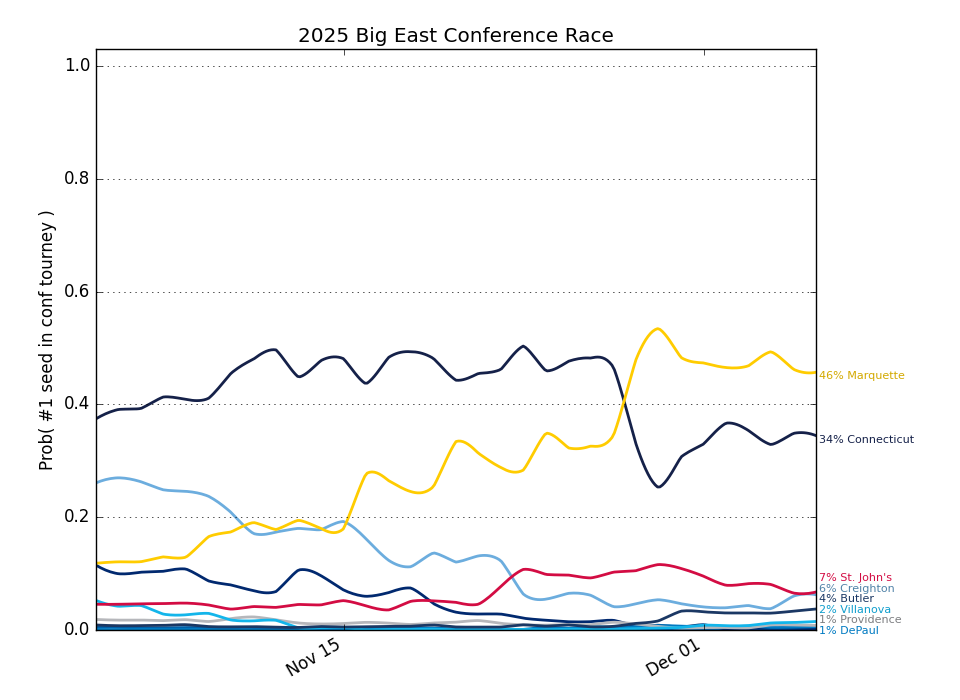 2025 Big East Conference Race
Prob( #1 seed in conf tourney )
1.0
0.8
0.6
0.4
0.2
0.0
Nov 15
Dec 01
46% Marquette
34% Connecticut
7% St. John's
6% Creighton
4% Butler
2% Villanova
1% Providence
1% DePaul